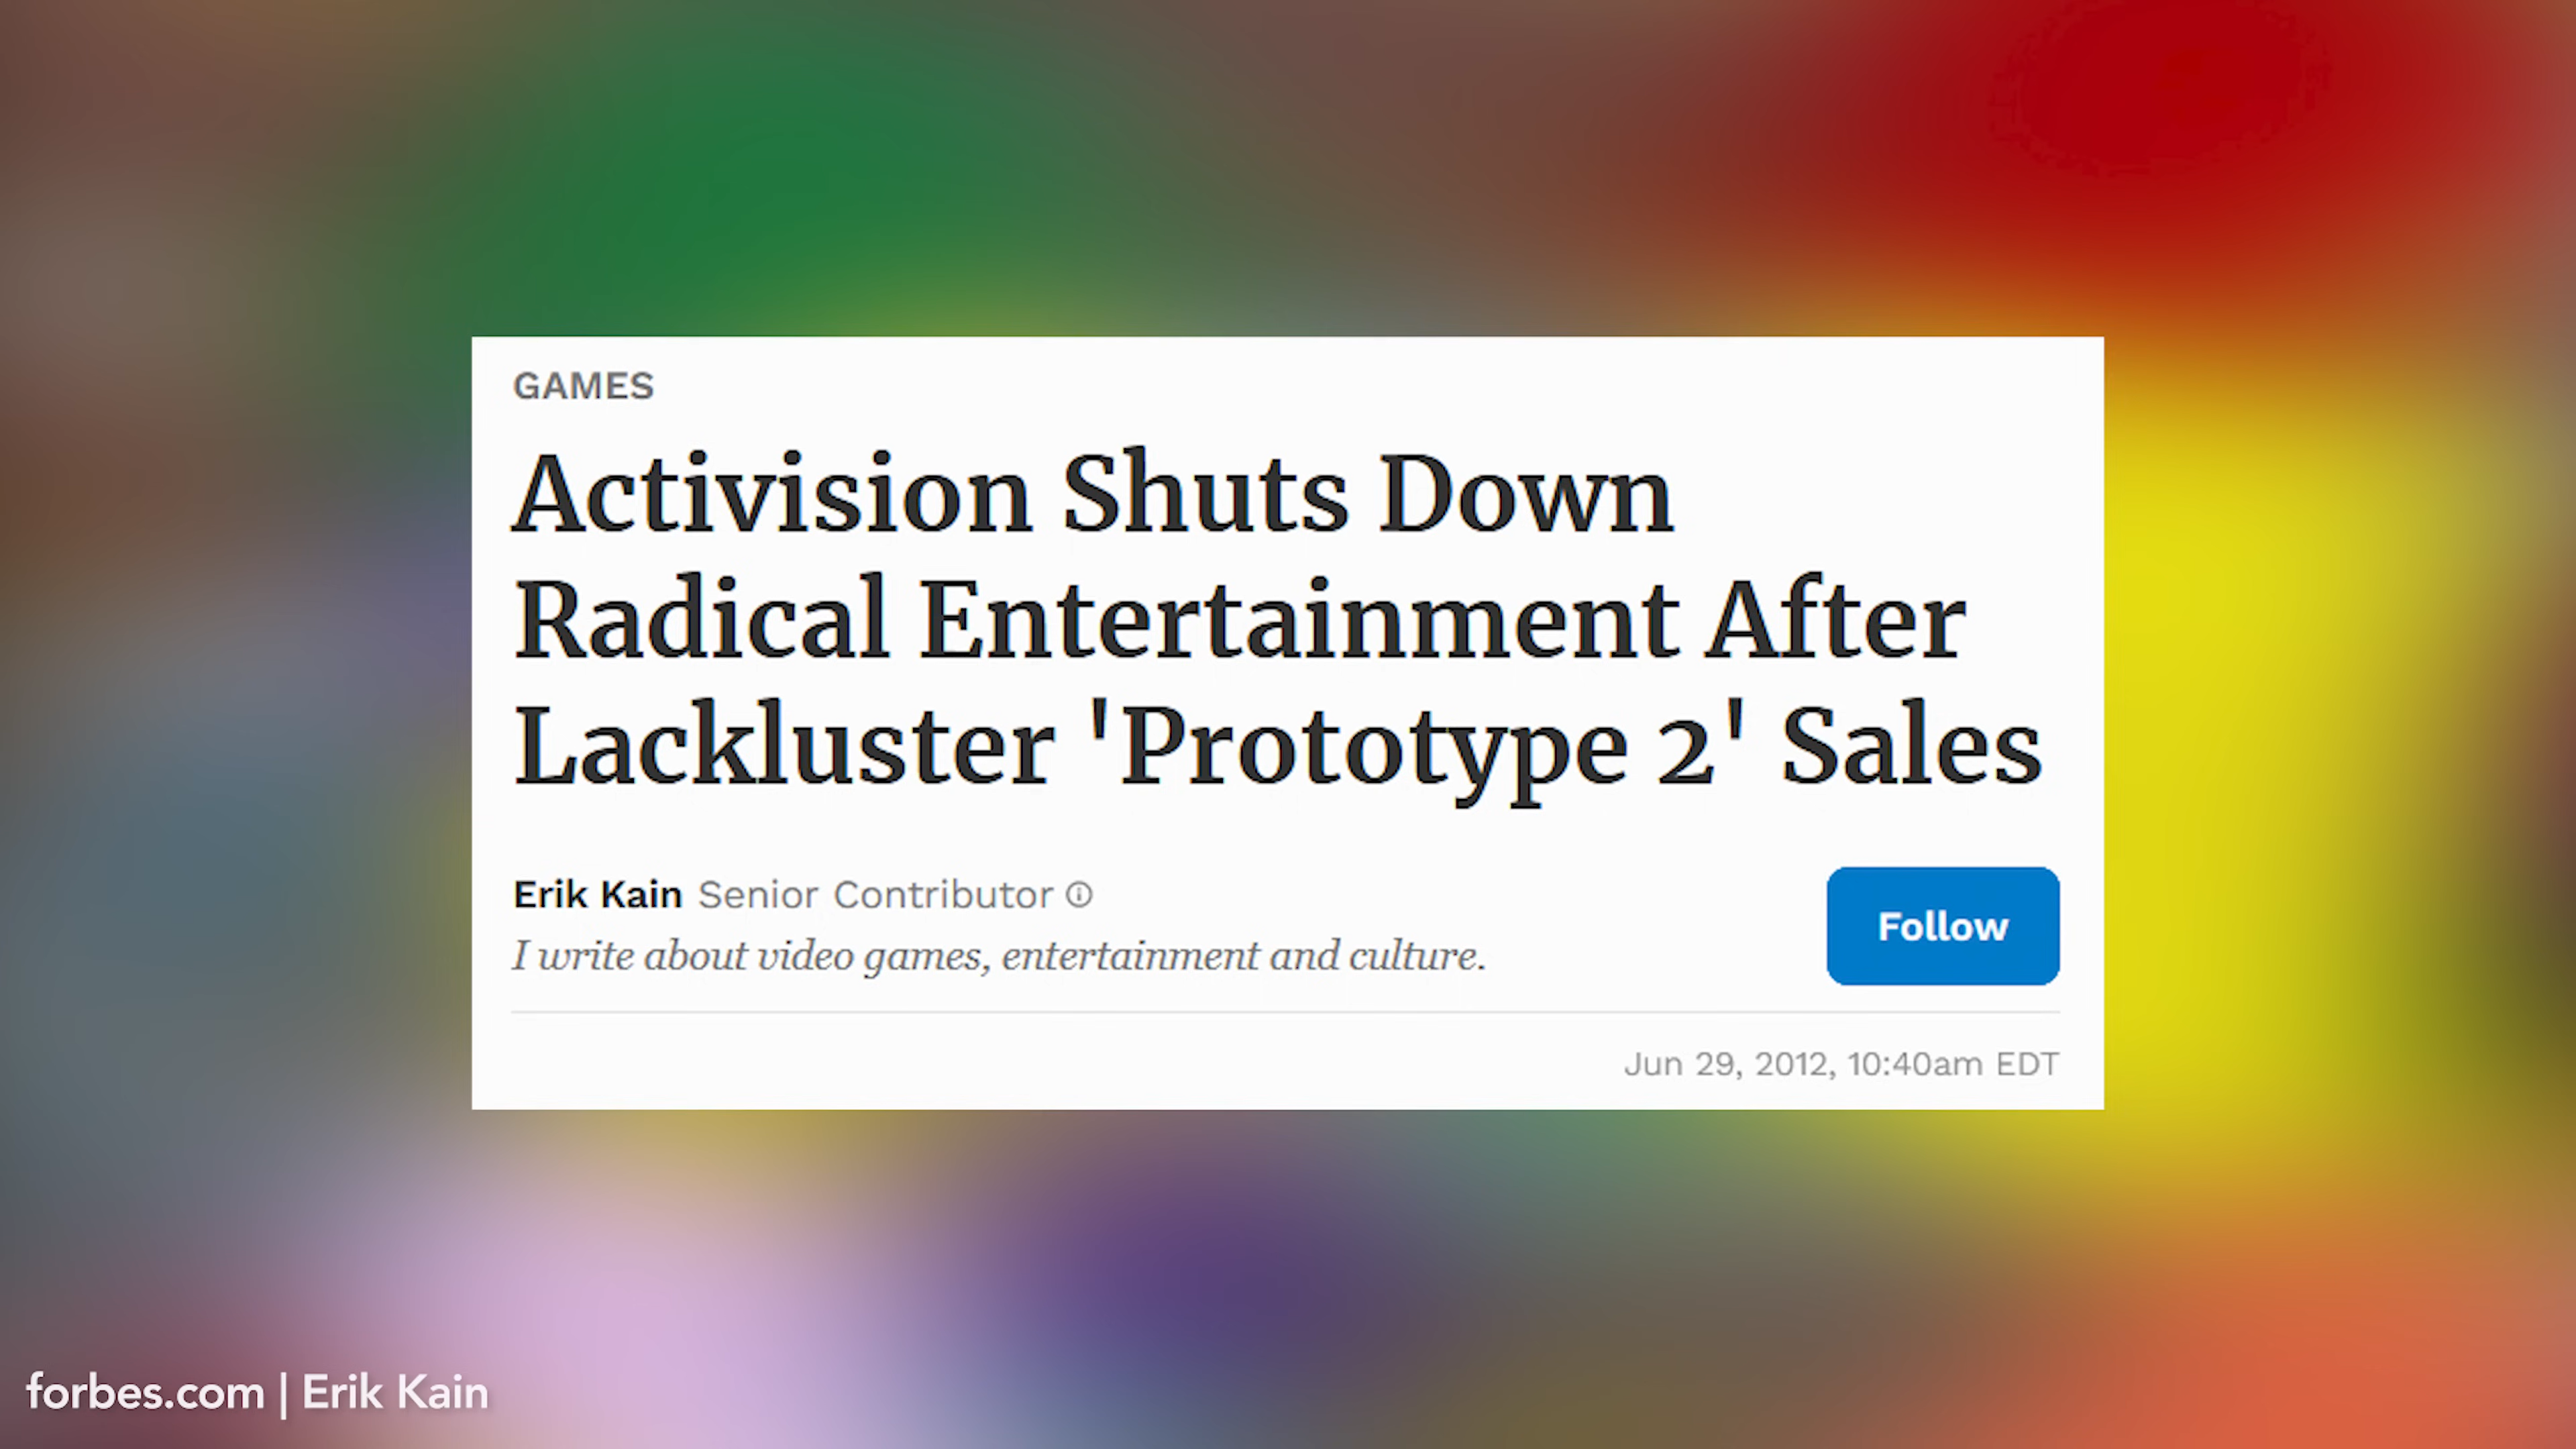 GAMES
Activision Shuts Down
Radical Entertainment After
Lackluster 'Prototype 2' Sales
Erik Kain Senior Contributor
I write about video games, entertainment and culture.
Follow
Jun 29, 2012, 10:40am EDT
forbes.com | Erik Kain